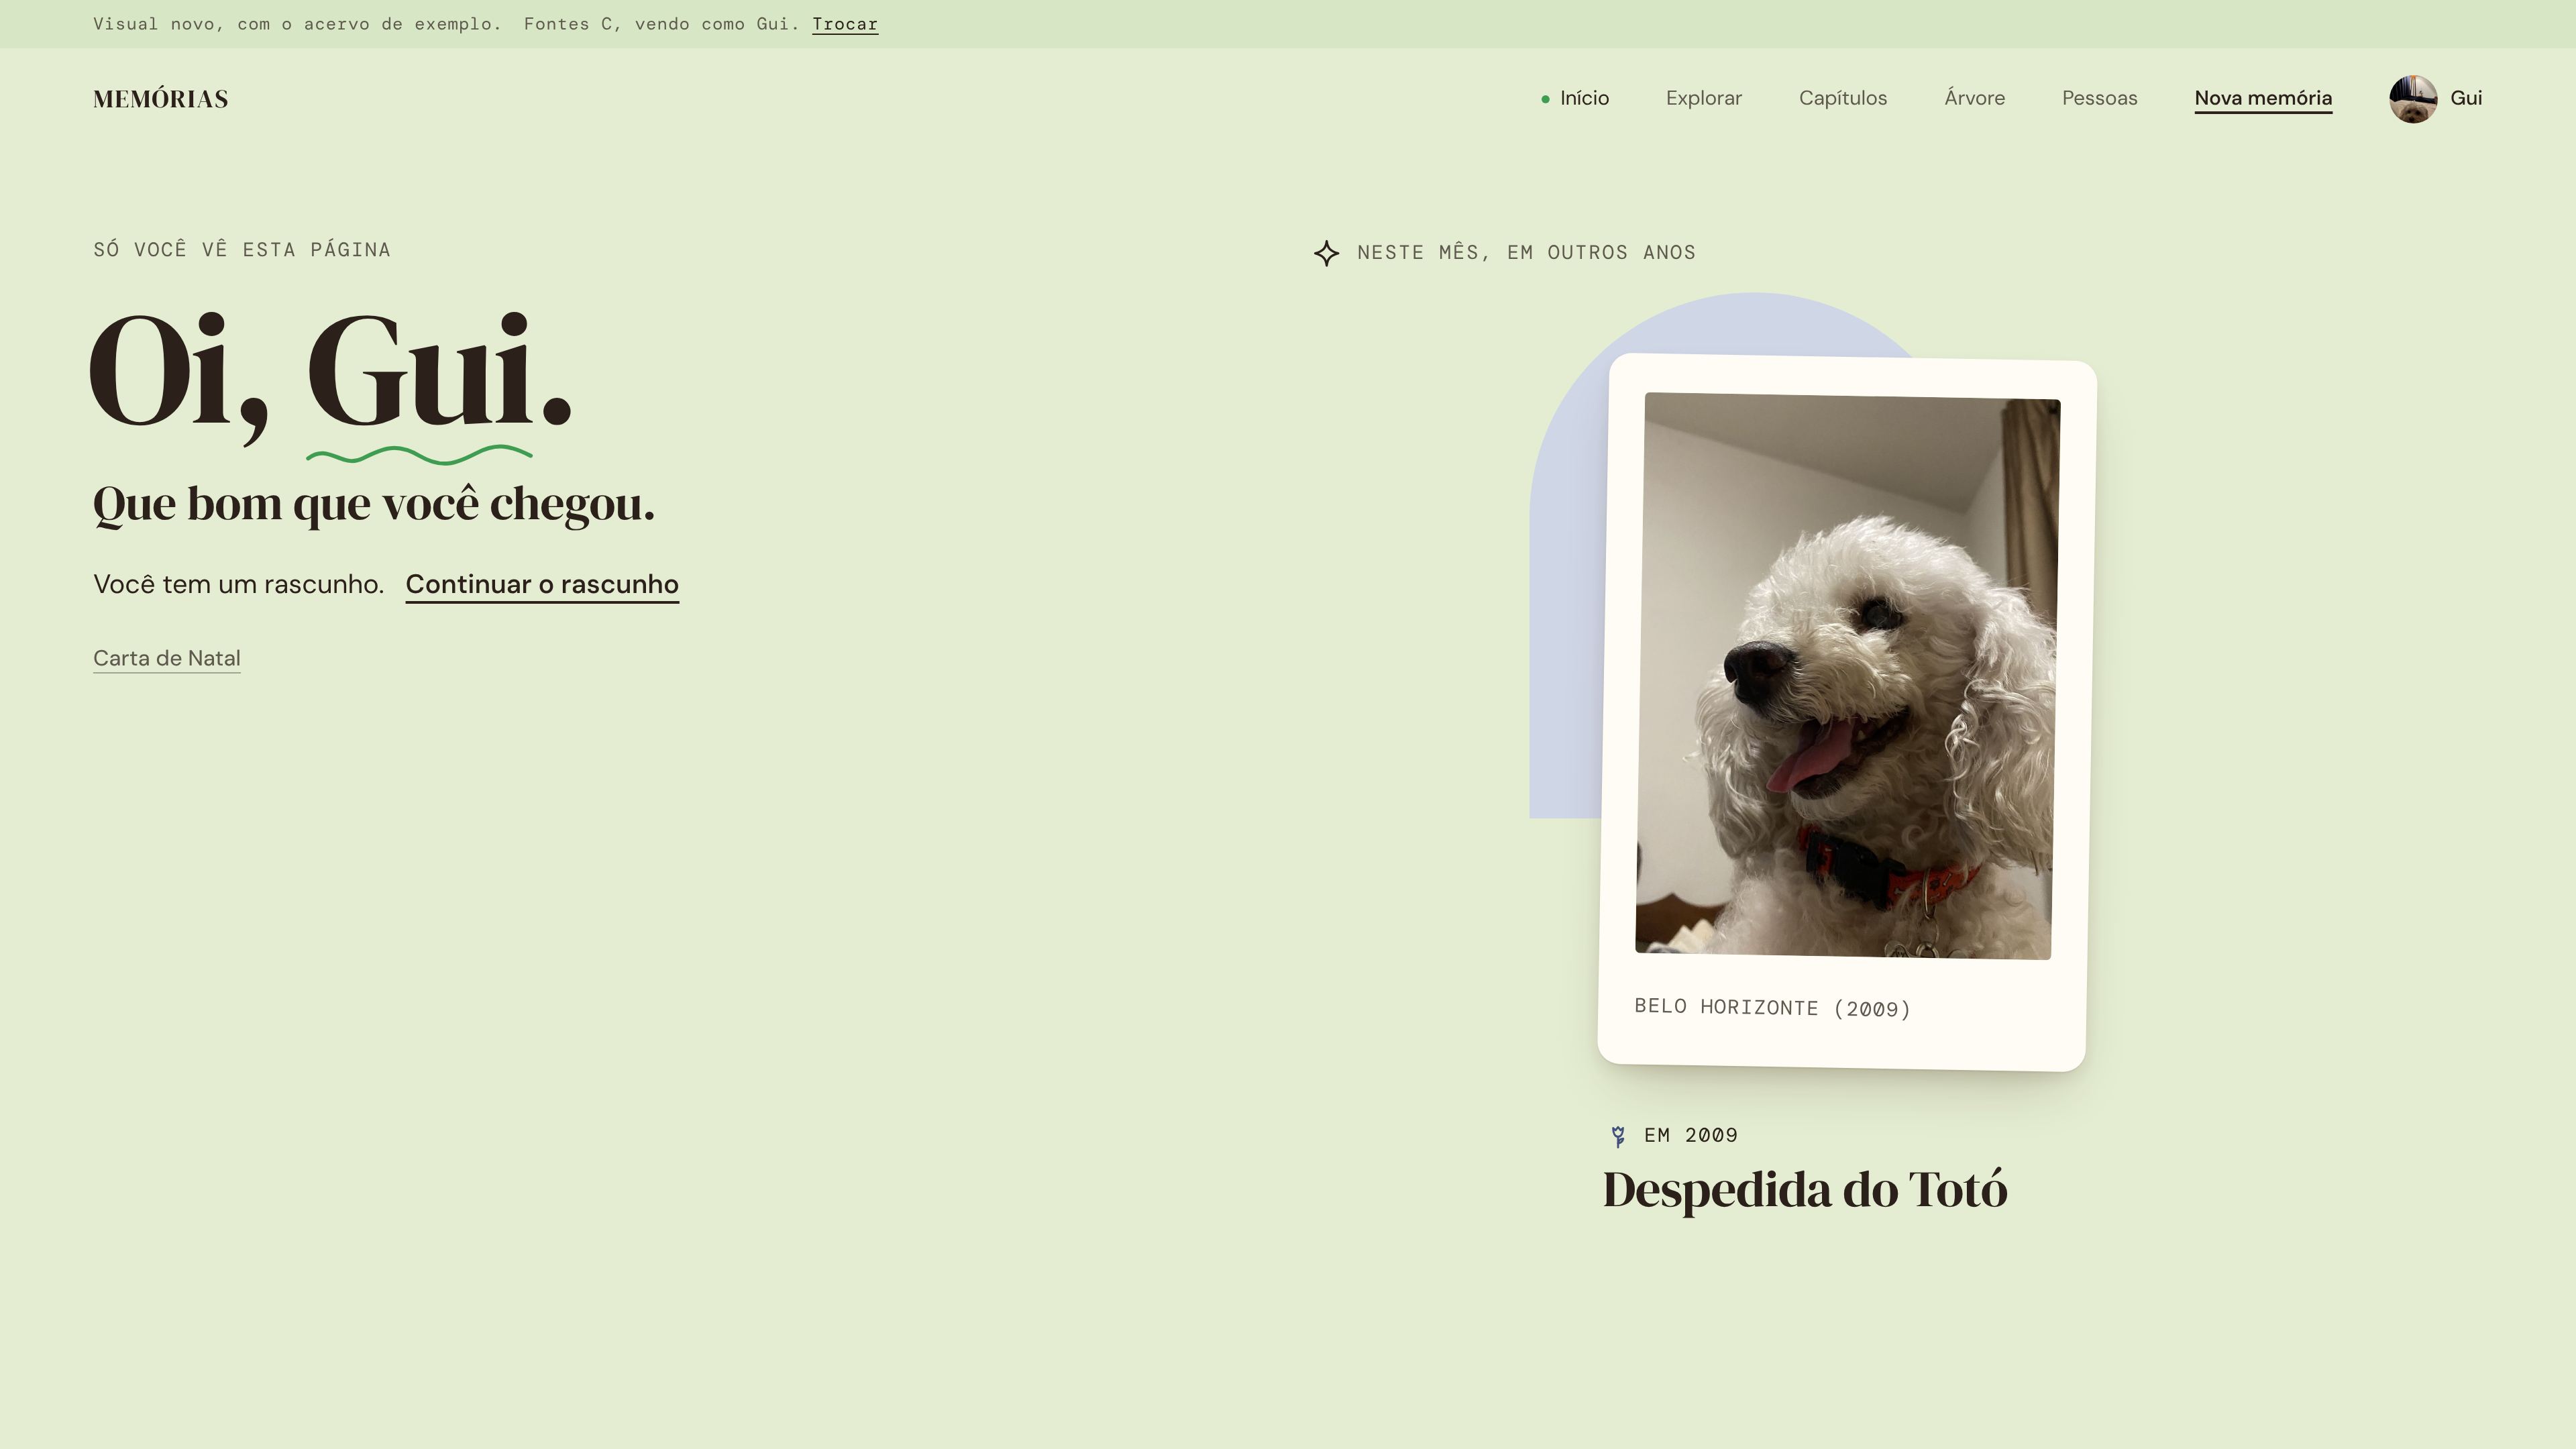 Visual novo, com o acervo de exemplo. Fontes C, vendo como Gui. Trocar
MEMÓRIAS
Início
Explorar
Capítulos
Árvore
Pessoas
Nova memória
Gui
SÓ VOCÊ VÊ ESTA PÁGINA
Oi, Gui.
Que bom que você chegou.
Você tem um rascunho. Continuar o rascunho
Carta de Natal
NESTE MÊS, EM OUTROS ANOS
BELO HORIZONTE (2009)
EM 2009
Despedida do Totó